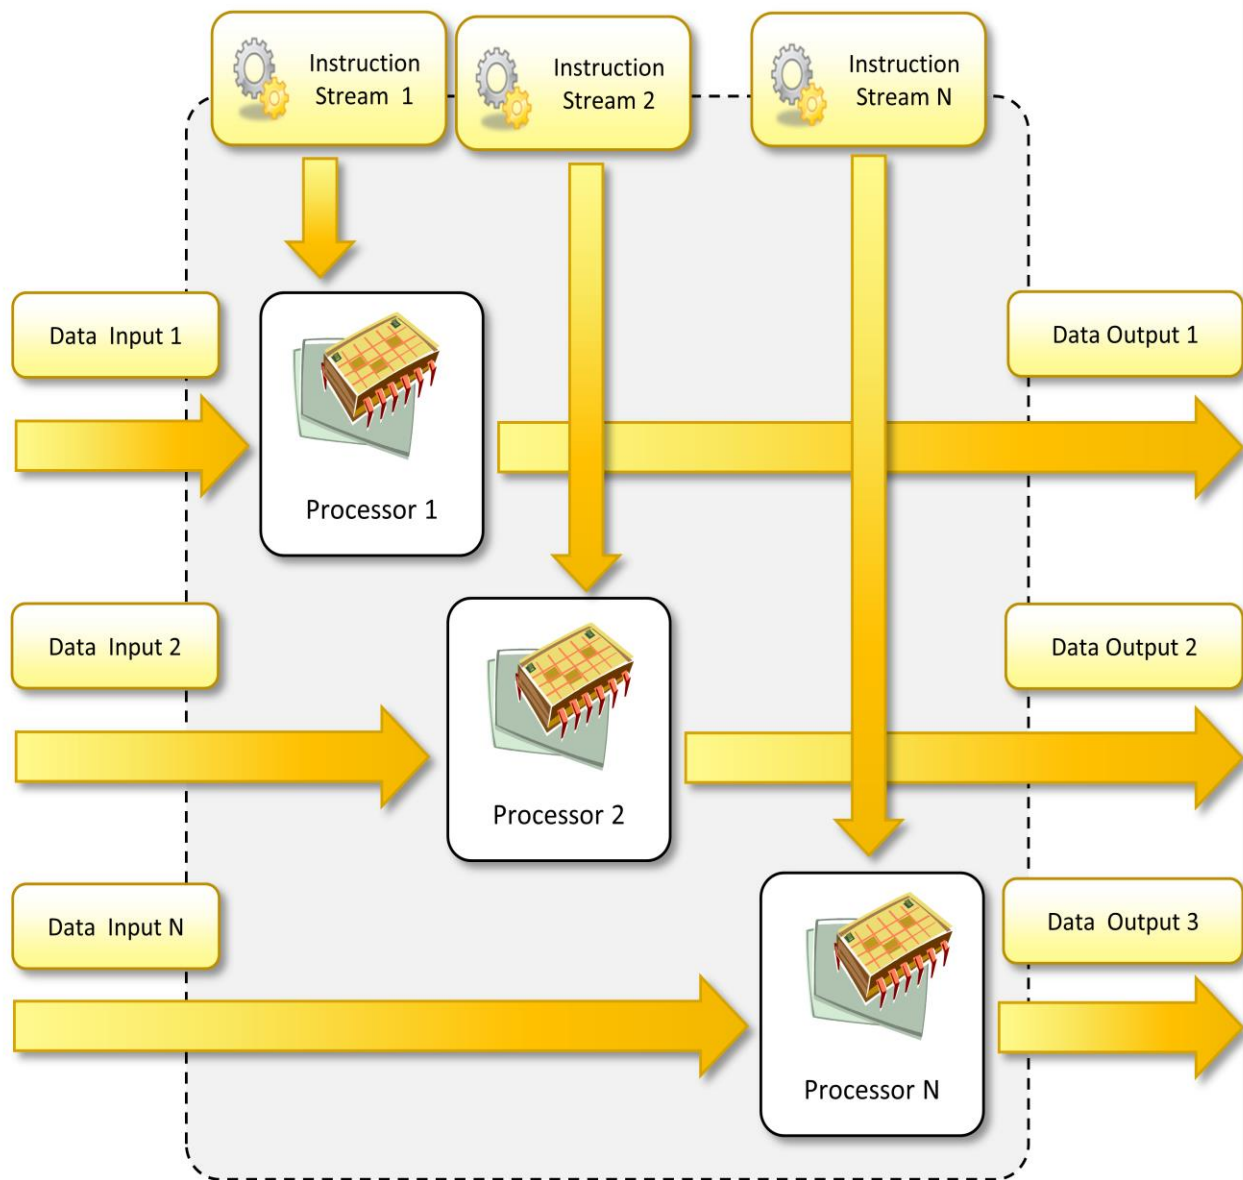 Instruction
Stream 1
Instruction
Stream 2
Instruction
Stream N
Data Input 1
Processor 1
Data Output 1
Data Input 2
Processor 2
Data Output 2
Data Input N
Processor N
Data Output 3